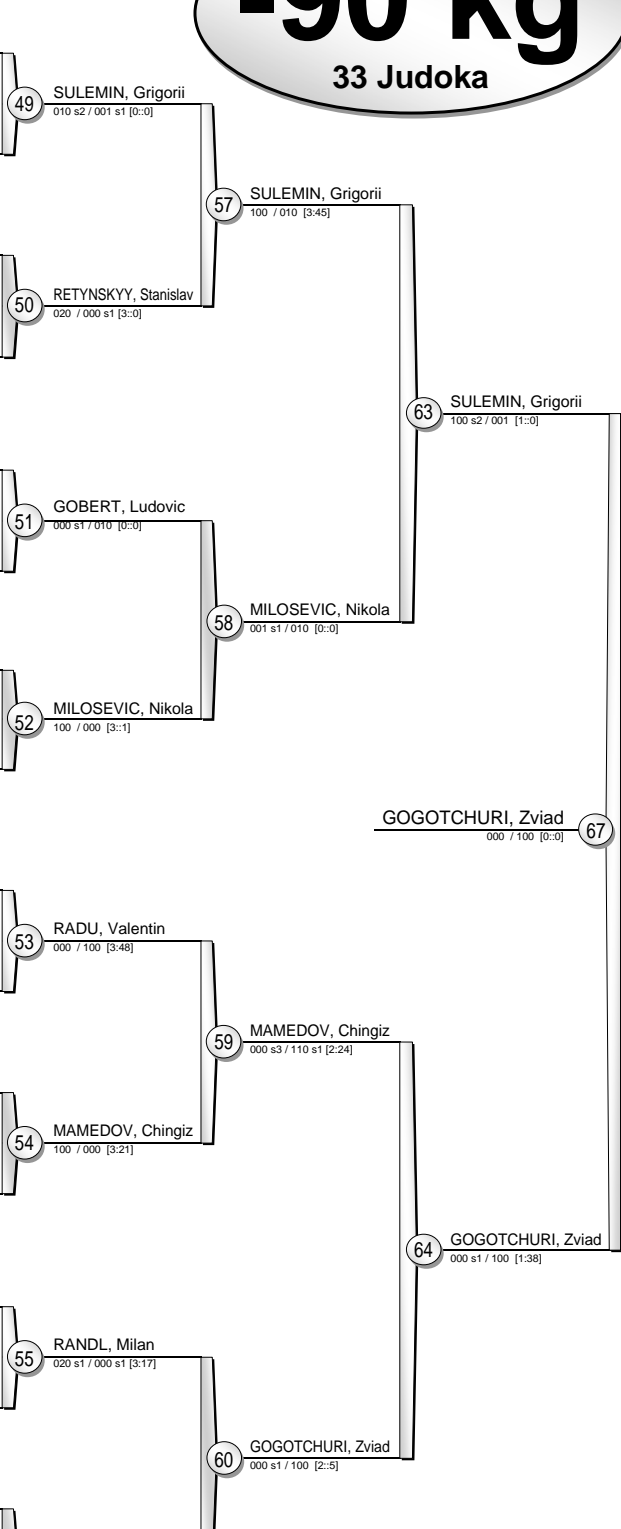 -90 kg
33 Judoka
49
SULEMIN, Grigorii
010 s2 / 001 s1 [0::0]
57
SULEMIN, Grigorii
100 / 010 [3:45]
50
RETYNSKYY, Stanislav
020 / 000 s1 [3::0]
63
SULEMIN, Grigorii
100 s2 / 001 [1::0]
51
GOBERT, Ludovic
000 s1 / 010 [0::0]
58
MILOSEVIC, Nikola
001 s1 / 010 [0::0]
52
MILOSEVIC, Nikola
100 / 000 [3::1]
GOGOTCHURI, Zviad
000 / 100 [0::0]
67
53
RADU, Valentin
000 / 100 [3:48]
59
MAMEDOV, Chingiz
000 s3 / 110 s1 [2:24]
54
MAMEDOV, Chingiz
100 / 000 [3:21]
64
GOGOTCHURI, Zviad
000 s1 / 100 [1:38]
55
RANDL, Milan
020 s1 / 000 s1 [3:17]
60
GOGOTCHURI, Zviad
000 s1 / 100 [2::5]